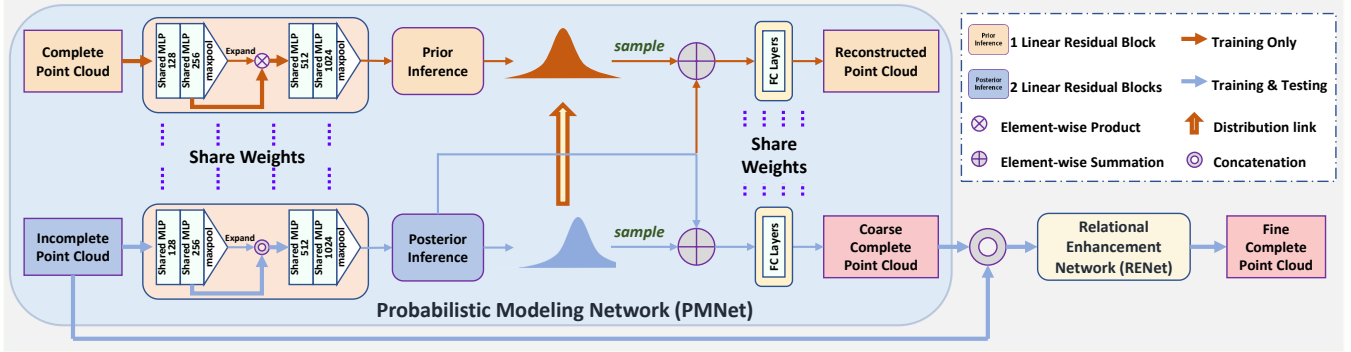 Complete
Point Cloud
Shared MLP
128
Shared MLP
256
maxpool
Expand
Shared MLP
512
Shared MLP
1024
maxpool
Prior
Inference
sample
FC Layers
Reconstructed
Point Cloud
Share Weights
Share
Weights
Incomplete
Point Cloud
Shared MLP
128
Shared MLP
256
maxpool
Expand
Shared MLP
512
Shared MLP
1024
maxpool
Posterior
Inference
sample
FC Layers
Coarse
Complete
Point Cloud
Probabilistic Modeling Network (PMNet)
Relational
Enhancement
Network (RENet)
Fine
Complete
Point Cloud
Prior
Inference
1 Linear Residual Block
Training Only
Posterior
Inference
2 Linear Residual Blocks
Training & Testing
Element-wise Product
Distribution link
Element-wise Summation
Concatenation